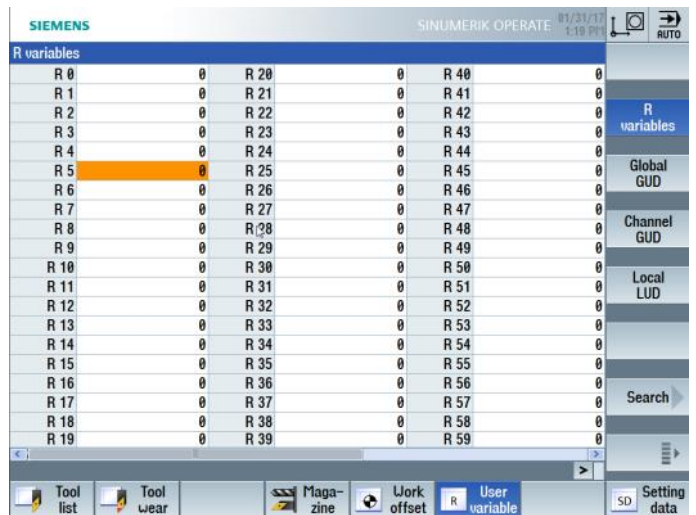 SIEMENS
SINUMERIK OPERATE
01/31/17
1:19 PM
AUTO
R variables
R 0 0 R 20 0 R 40 0
R 1 0 R 21 0 R 41 0
R 2 0 R 22 0 R 42 0
R 3 0 R 23 0 R 43 0
R 4 0 R 24 0 R 44 0
R 5 0 R 25 0 R 45 0
R 6 0 R 26 0 R 46 0
R 7 0 R 27 0 R 47 0
R 8 0 R 28 0 R 48 0
R 9 0 R 29 0 R 49 0
R 10 0 R 30 0 R 50 0
R 11 0 R 31 0 R 51 0
R 12 0 R 32 0 R 52 0
R 13 0 R 33 0 R 53 0
R 14 0 R 34 0 R 54 0
R 15 0 R 35 0 R 55 0
R 16 0 R 36 0 R 56 0
R 17 0 R 37 0 R 57 0
R 18 0 R 38 0 R 58 0
R 19 0 R 39 0 R 59 0
R
variables
Global
GUD
Channel
GUD
Local
LUD
Search
>
Tool
list
Tool
wear
Maga-
zine
Work
offset
R
User
variable
SD
Setting
data